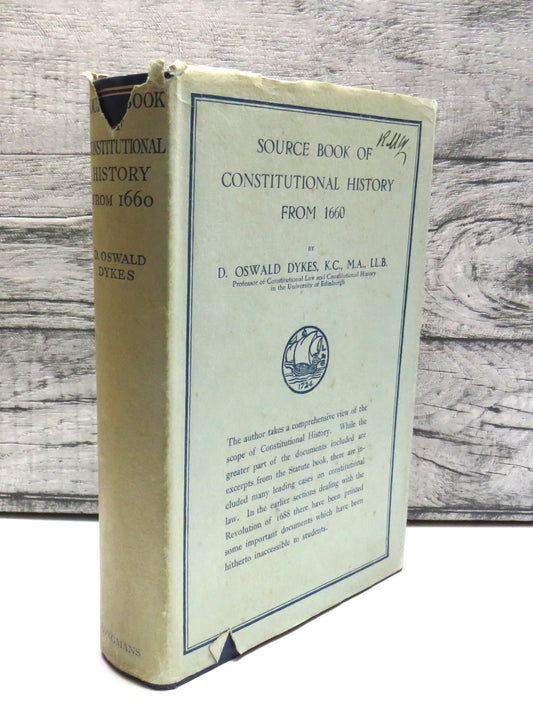 BOOK
CONSTITUTIONAL
HISTORY
FROM 1660
D. OSWALD
DYKES
LONGMANS
SOURCE BOOK OF
CONSTITUTIONAL HISTORY
FROM 1660
BY
D. OSWALD DYKES, K.C., M.A., LL.B.
Professor of Constitutional Law and Constitutional History
in the University of Edinburgh
1724
The author takes a comprehensive view of the
scope of Constitutional History. While the
greater part of the documents included are
excerpts from the Statute book, there are in-
cluded many leading cases on constitutional
law. In the earlier sections dealing with the
Revolution of 1688 there have been printed
some important documents which have been
hitherto inaccessible to students.